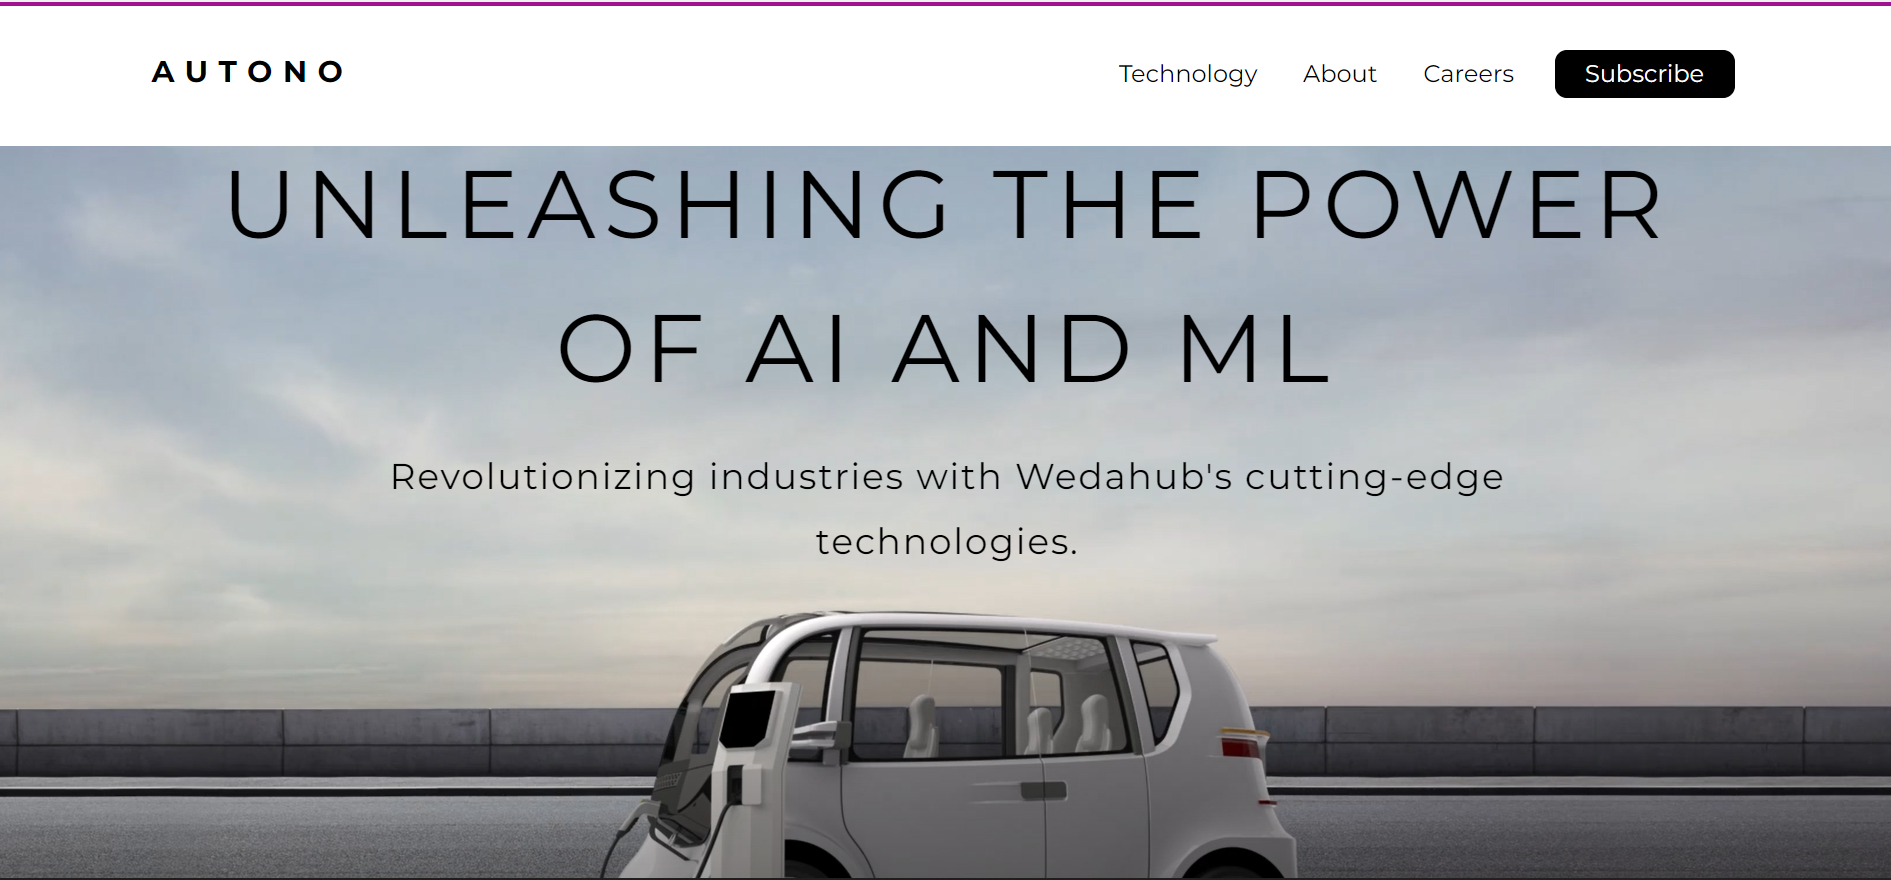 AUTONO
Technology About Careers Subscribe
UNLEASHING THE POWER
OF AI AND ML
Revolutionizing industries with Wedahub's cutting-edge
technologies.